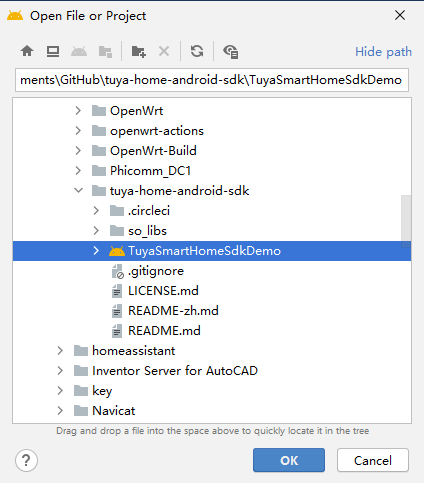 Open File or Project
Hide path
ments\GitHub\tuya-home-android-sdk\TuyaSmartHomeSdkDemo
OpenWrt
openwrt-actions
OpenWrt-Build
Phicomm_DC1
tuya-home-android-sdk
.circleci
so_libs
TuyaSmartHomeSdkDemo
.gitignore
LICENSE.md
README-zh.md
README.md
homeassistant
Inventor Server for AutoCAD
key
Navicat
Drag and drop a file into the space above to quickly locate it in the tree
? OK Cancel